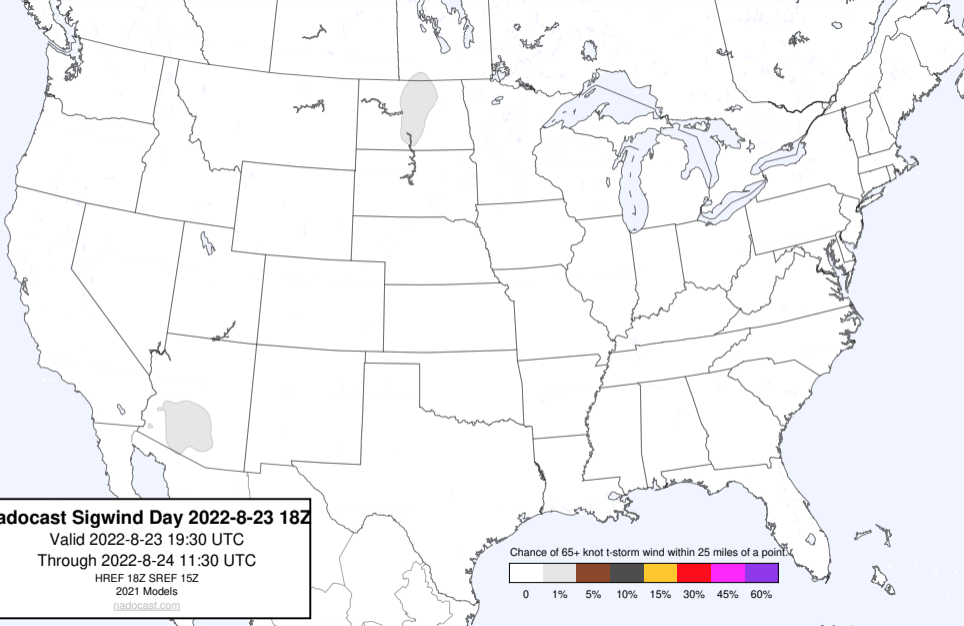 adocast Sigwind Day 2022-8-23 18Z
Valid 2022-8-23 19:30 UTC
Through 2022-8-24 11:30 UTC
HREF 18Z SREF 15Z
2021 Models
nadocast.com
Chance of 65+ knot t-storm wind within 25 miles of a point.
0 1% 5% 10% 15% 30% 45% 60%